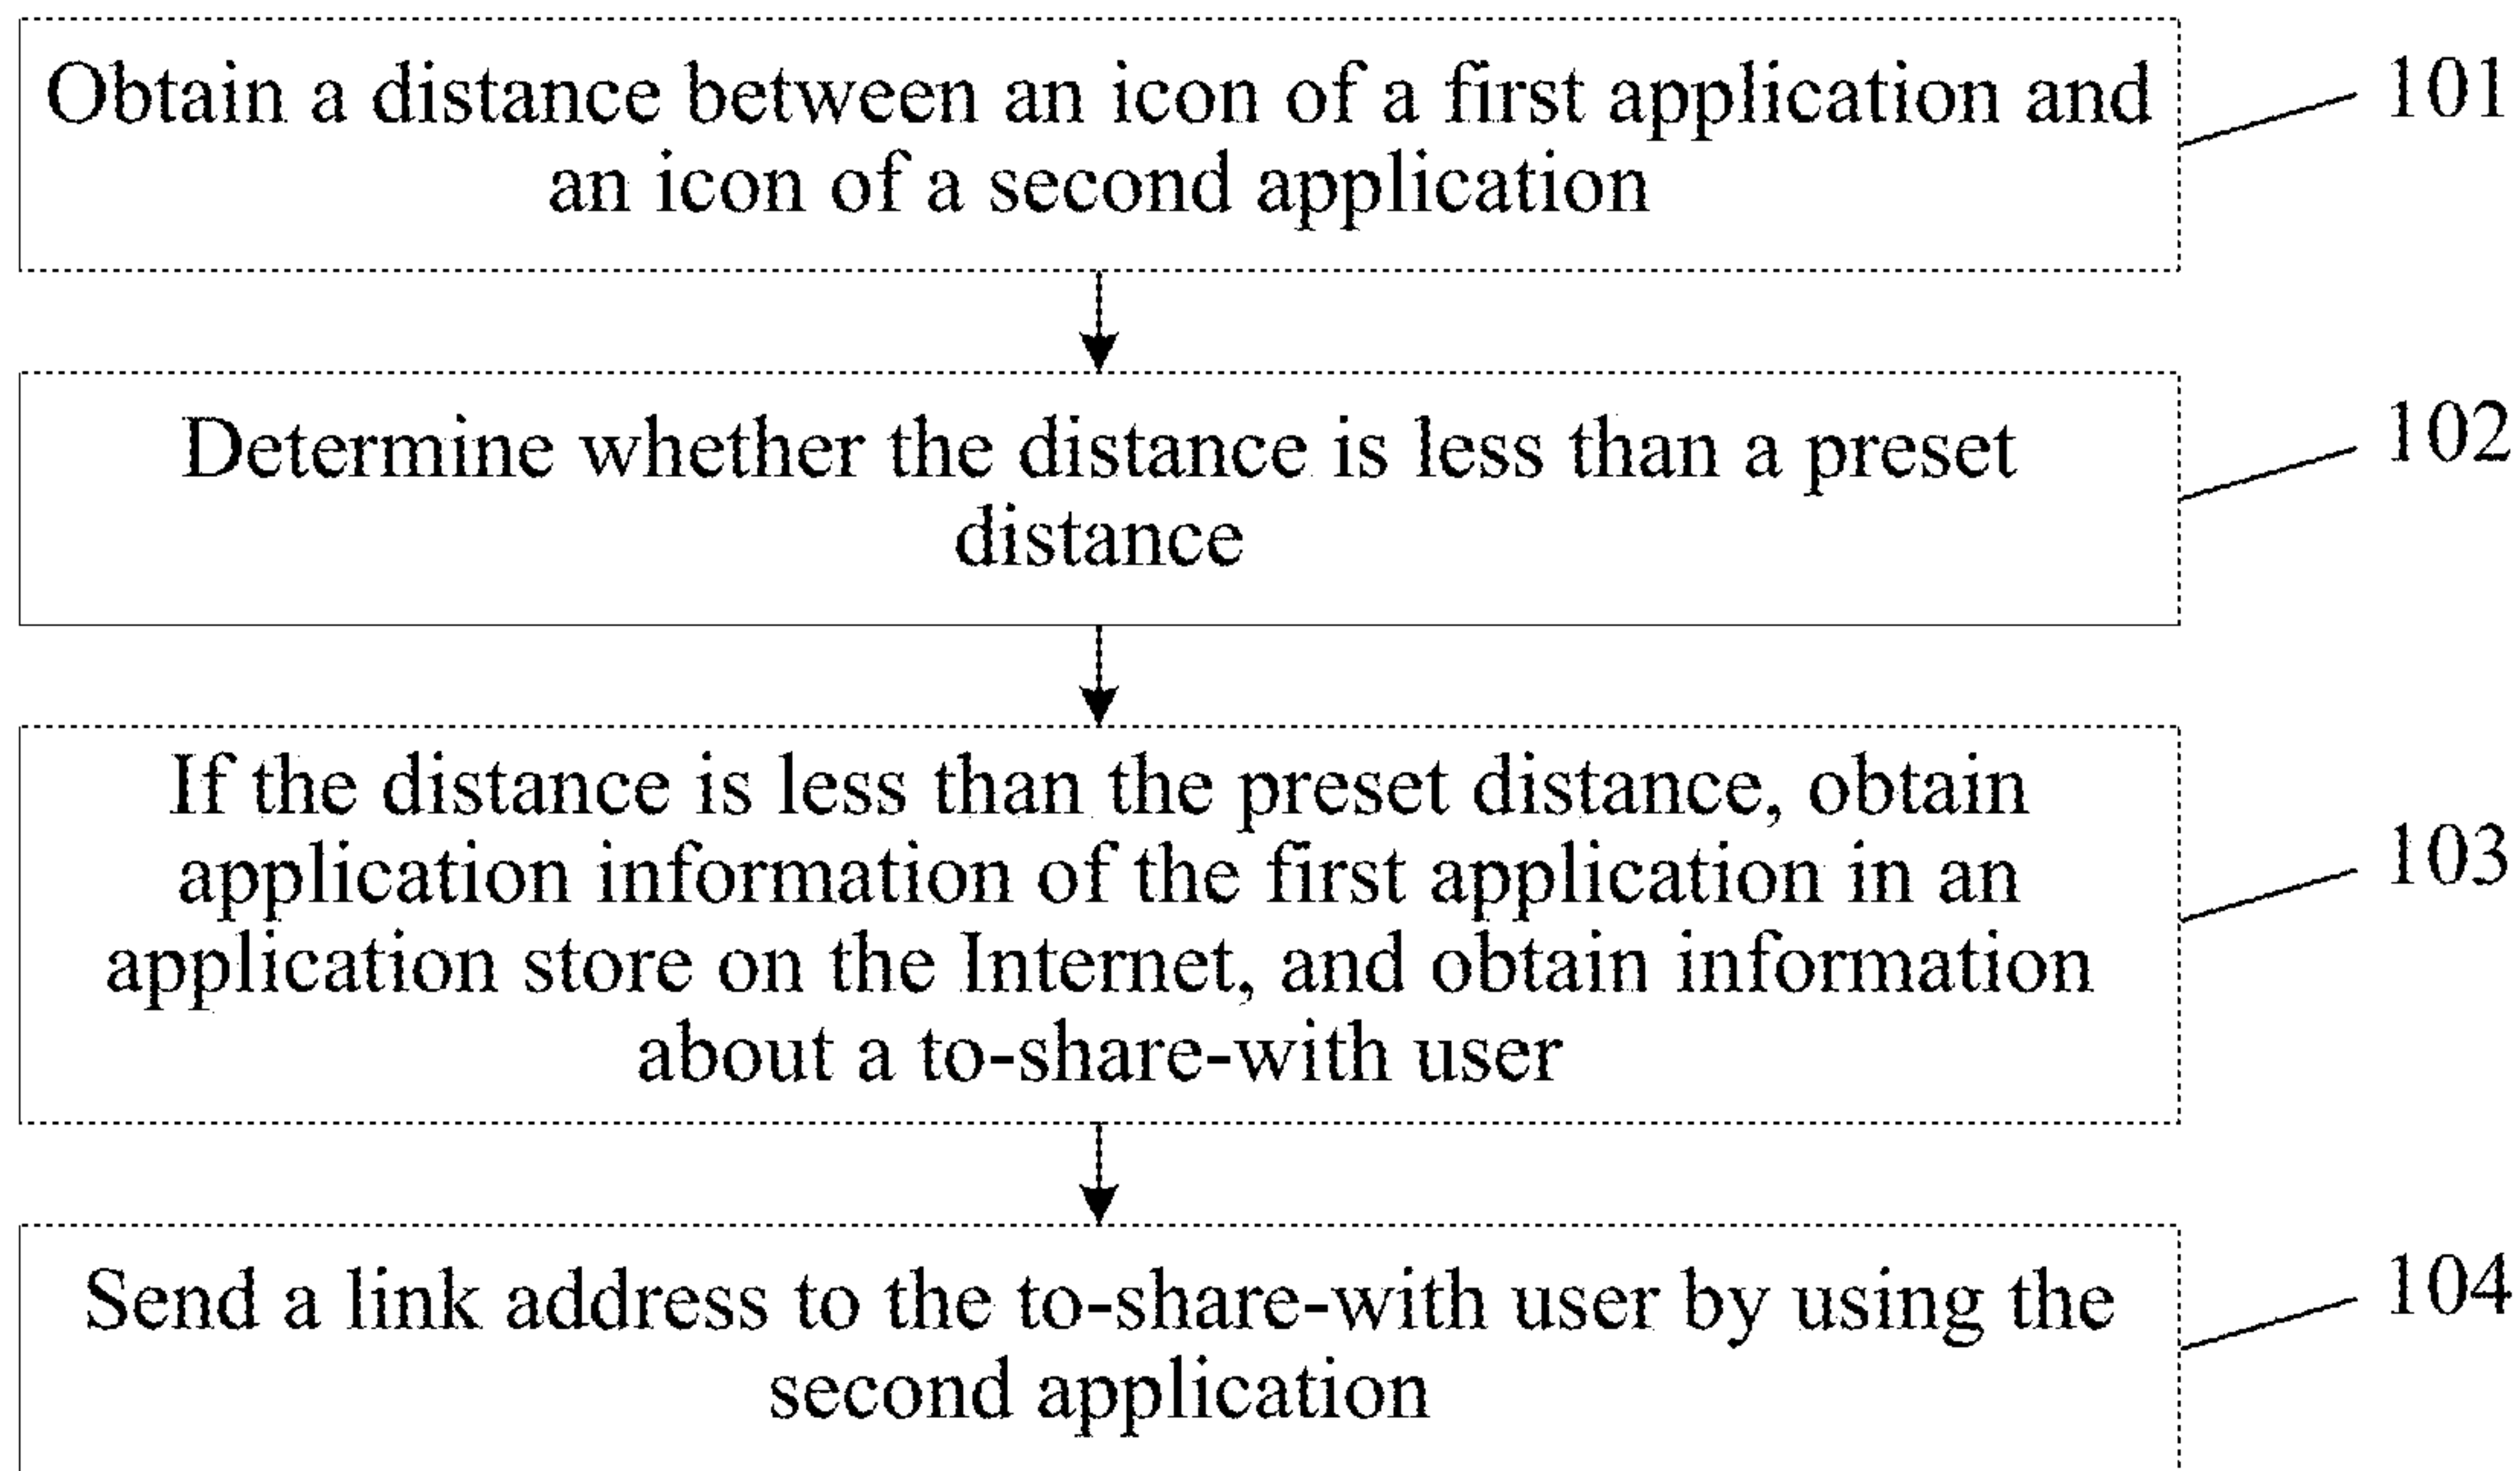 Obtain a distance between an icon of a first application and
an icon of a second application
101
Determine whether the distance is less than a preset
distance
102
If the distance is less than the preset distance, obtain
application information of the first application in an
application store on the Internet, and obtain information
about a to-share-with user
103
Send a link address to the to-share-with user by using the
second application
104